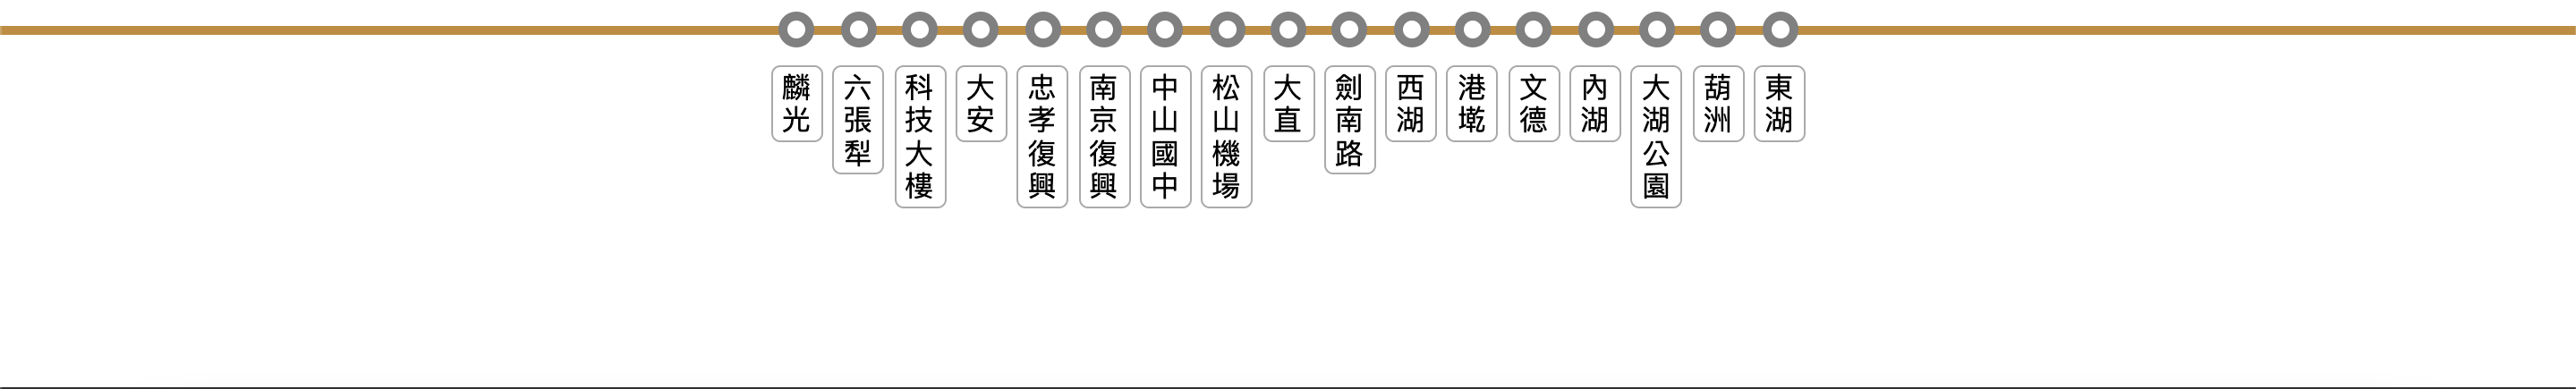 麟光
六張犁
科技大樓
大安
忠孝復興
南京復興
中山國中
松山機場
大直
劍南路
西湖
港墘
文德
內湖
大湖公園
葫洲
東湖